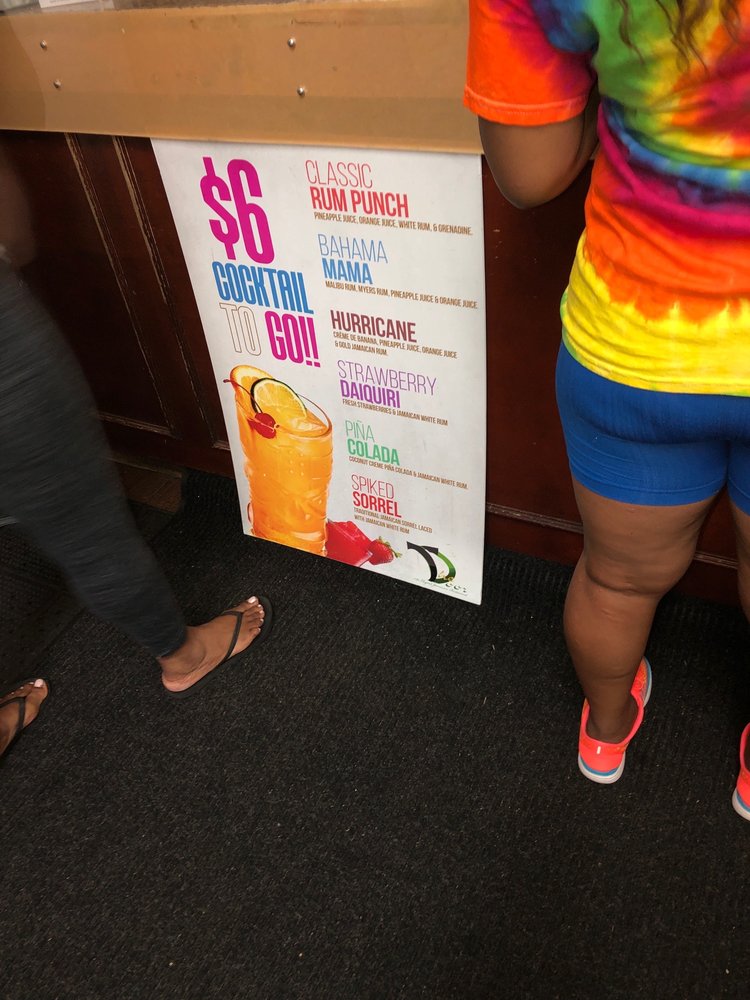 $6
COCKTAIL
TO GO!!
CLASSIC
RUM PUNCH
PINEAPPLE JUICE, ORANGE JUICE, WHITE RUM, & GRENADINE.
BAHAMA
MAMA
MALIBU RUM, MYERS RUM, PINEAPPLE JUICE & ORANGE JUICE.
HURRICANE
CRÈME DE BANANA, PINEAPPLE JUICE, ORANGE JUICE
& GOLD JAMAICAN RUM.
STRAWBERRY
DAIQUIRI
FRESH STRAWBERRIES & JAMAICAN WHITE RUM
PIÑA
COLADA
COCONUT CREME PIÑA COLADA & JAMAICAN WHITE RUM.
SPIKED
SORREL
TRADITIONAL JAMAICAN SORREL LACED
WITH JAMAICAN WHITE RUM